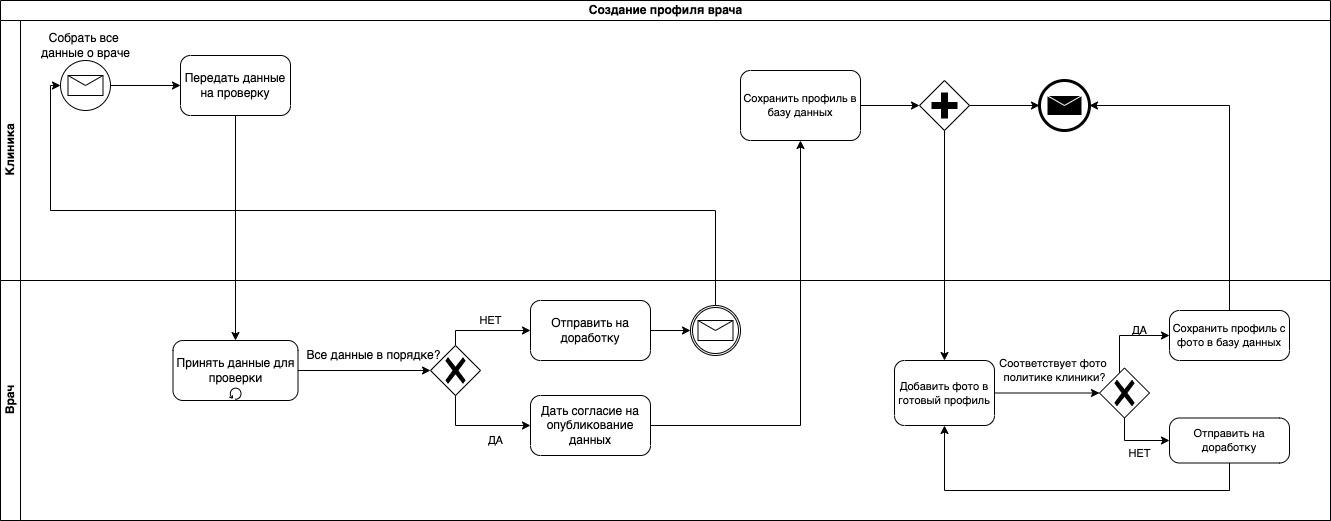 Создание профиля врача
Клиника
Собрать все
данные о враче
Передать данные
на проверку
Сохранить профиль в
базу данных
Врач
Принять данные для
проверки
Все данные в порядке?
НЕТ
Отправить на
доработку
ДА
Дать согласие на
опубликование
данных
Добавить фото в
готовый профиль
Соответствует фото
политике клиники?
ДА
Сохранить профиль с
фото в базу данных
НЕТ
Отправить на
доработку